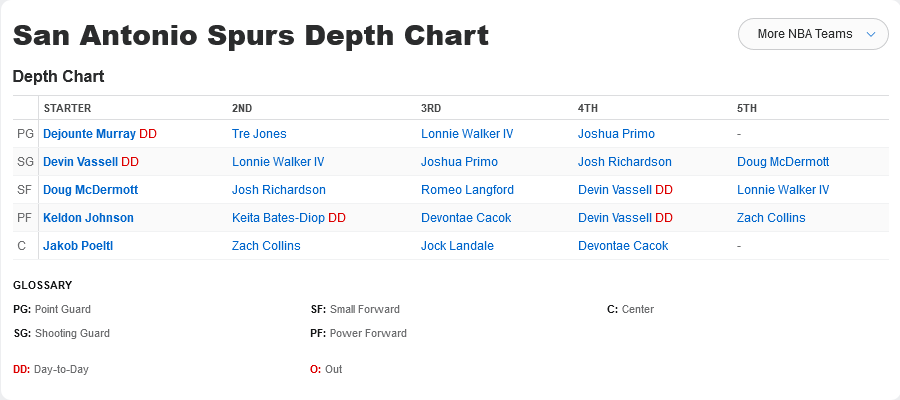 San Antonio Spurs Depth Chart
More NBA Teams
Depth Chart
STARTER 2ND 3RD 4TH 5TH
PG Dejounte Murray DD Tre Jones Lonnie Walker IV Joshua Primo -
SG Devin Vassell DD Lonnie Walker IV Joshua Primo Josh Richardson Doug McDermott
SF Doug McDermott Josh Richardson Romeo Langford Devin Vassell DD Lonnie Walker IV
PF Keldon Johnson Keita Bates-Diop DD Devontae Cacok Devin Vassell DD Zach Collins
C Jakob Poeltl Zach Collins Jock Landale Devontae Cacok -
GLOSSARY
PG: Point Guard SF: Small Forward C: Center
SG: Shooting Guard PF: Power Forward
DD: Day-to-Day O: Out